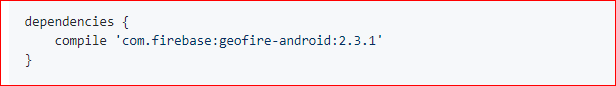 dependencies {
    compile 'com.firebase:geofire-android:2.3.1'
}